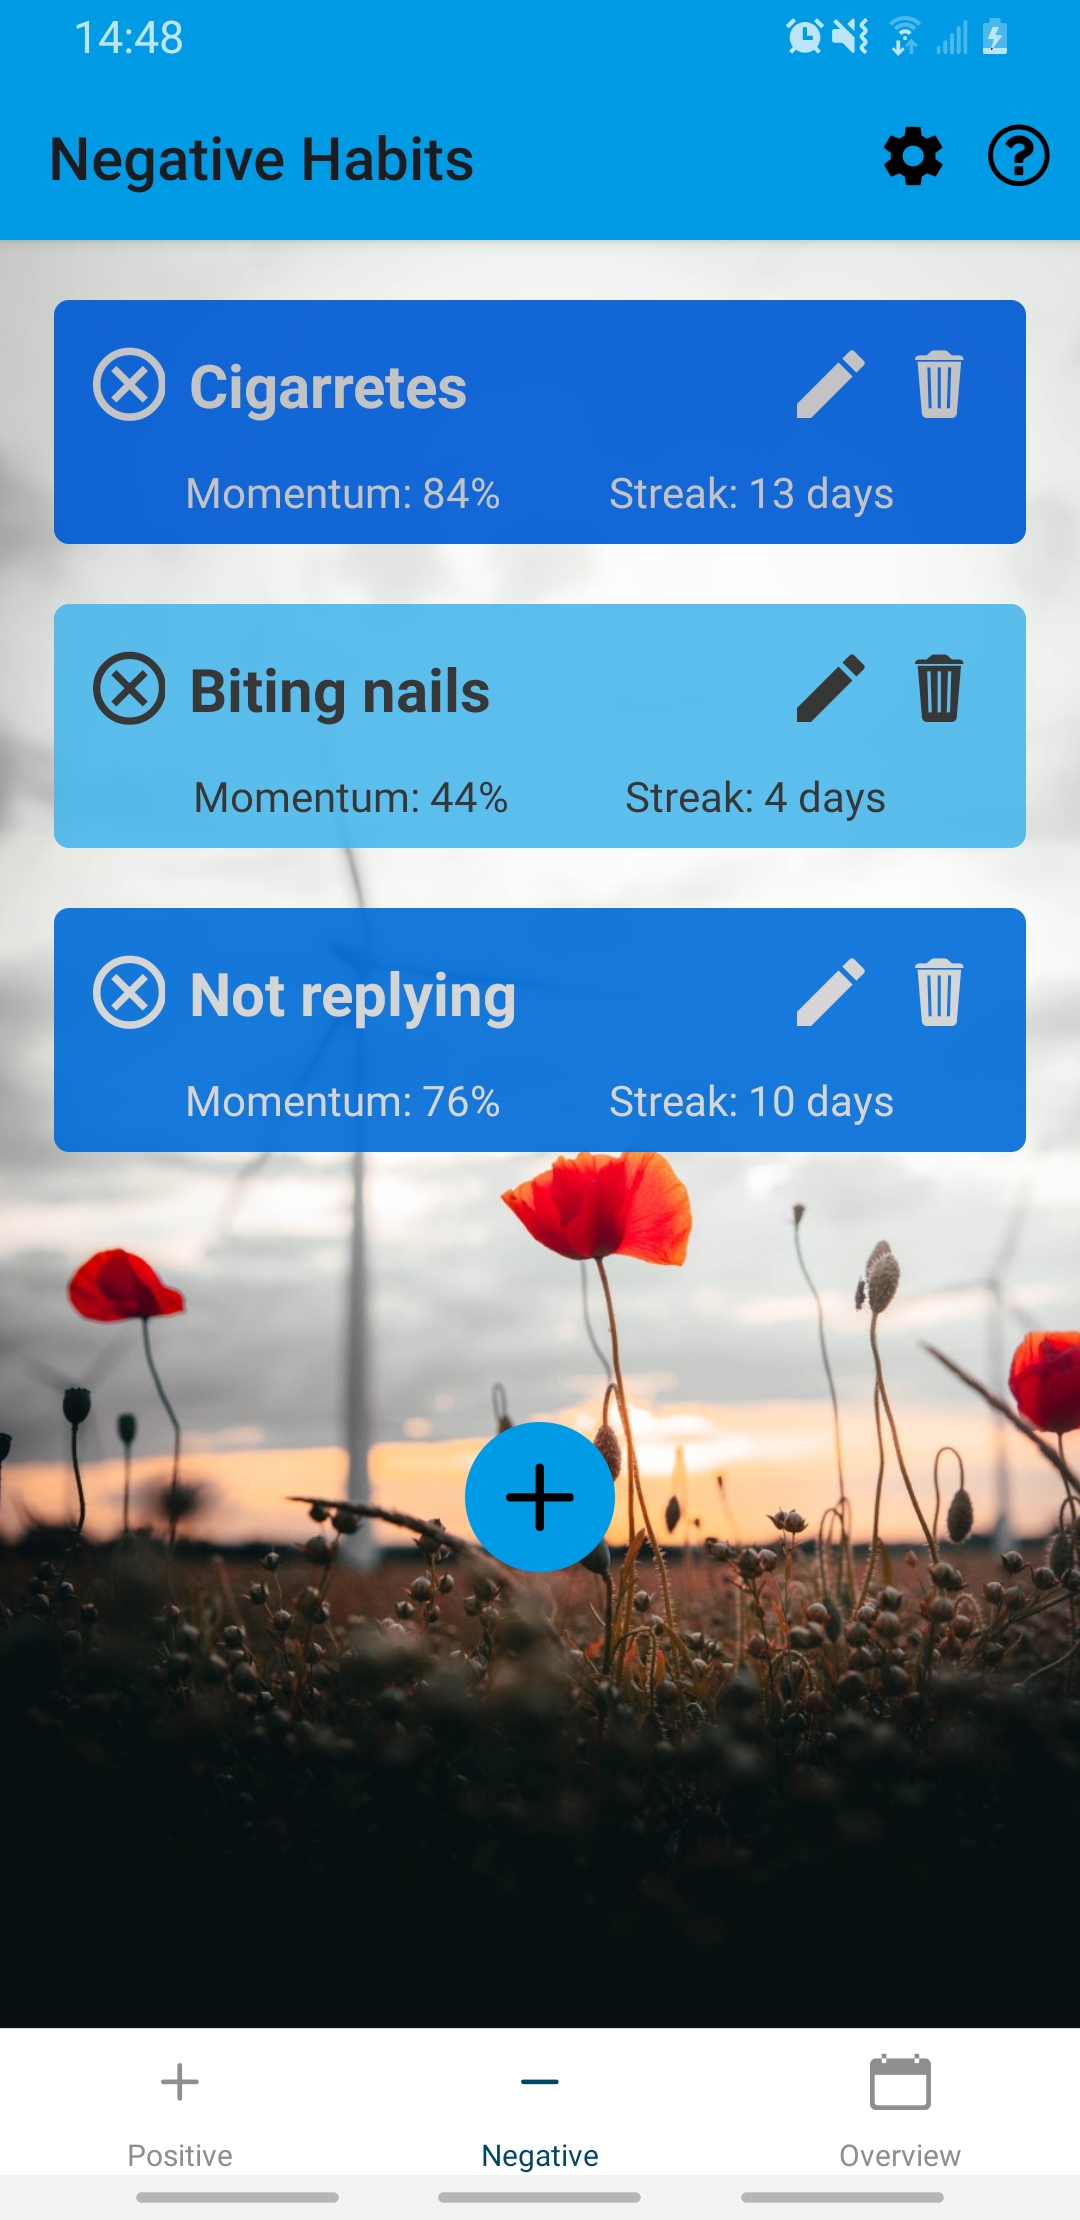 14:48
Negative Habits
Cigarretes
Momentum: 84% Streak: 13 days
Biting nails
Momentum: 44% Streak: 4 days
Not replying
Momentum: 76% Streak: 10 days
Positive Negative Overview